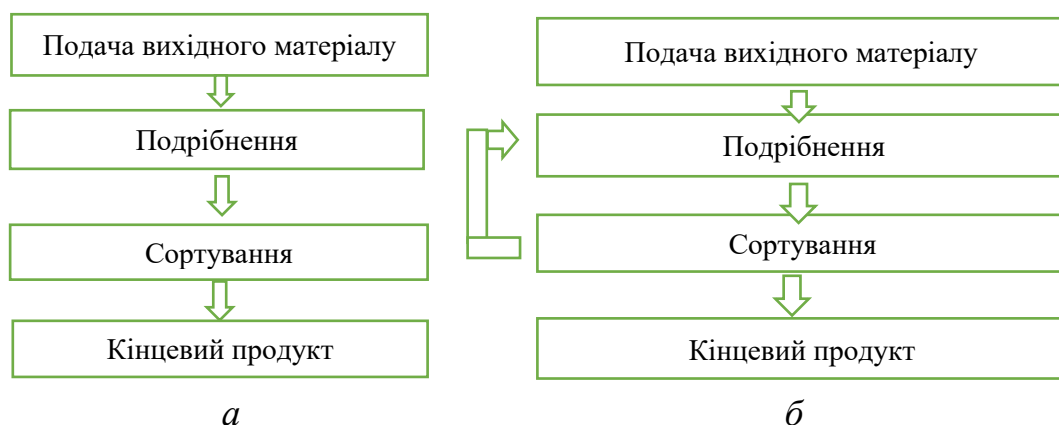 Подача вихідного матеріалу
Подрібнення
Сортування
Кінцевий продукт
а
Подача вихідного матеріалу
Подрібнення
Сортування
Кінцевий продукт
б